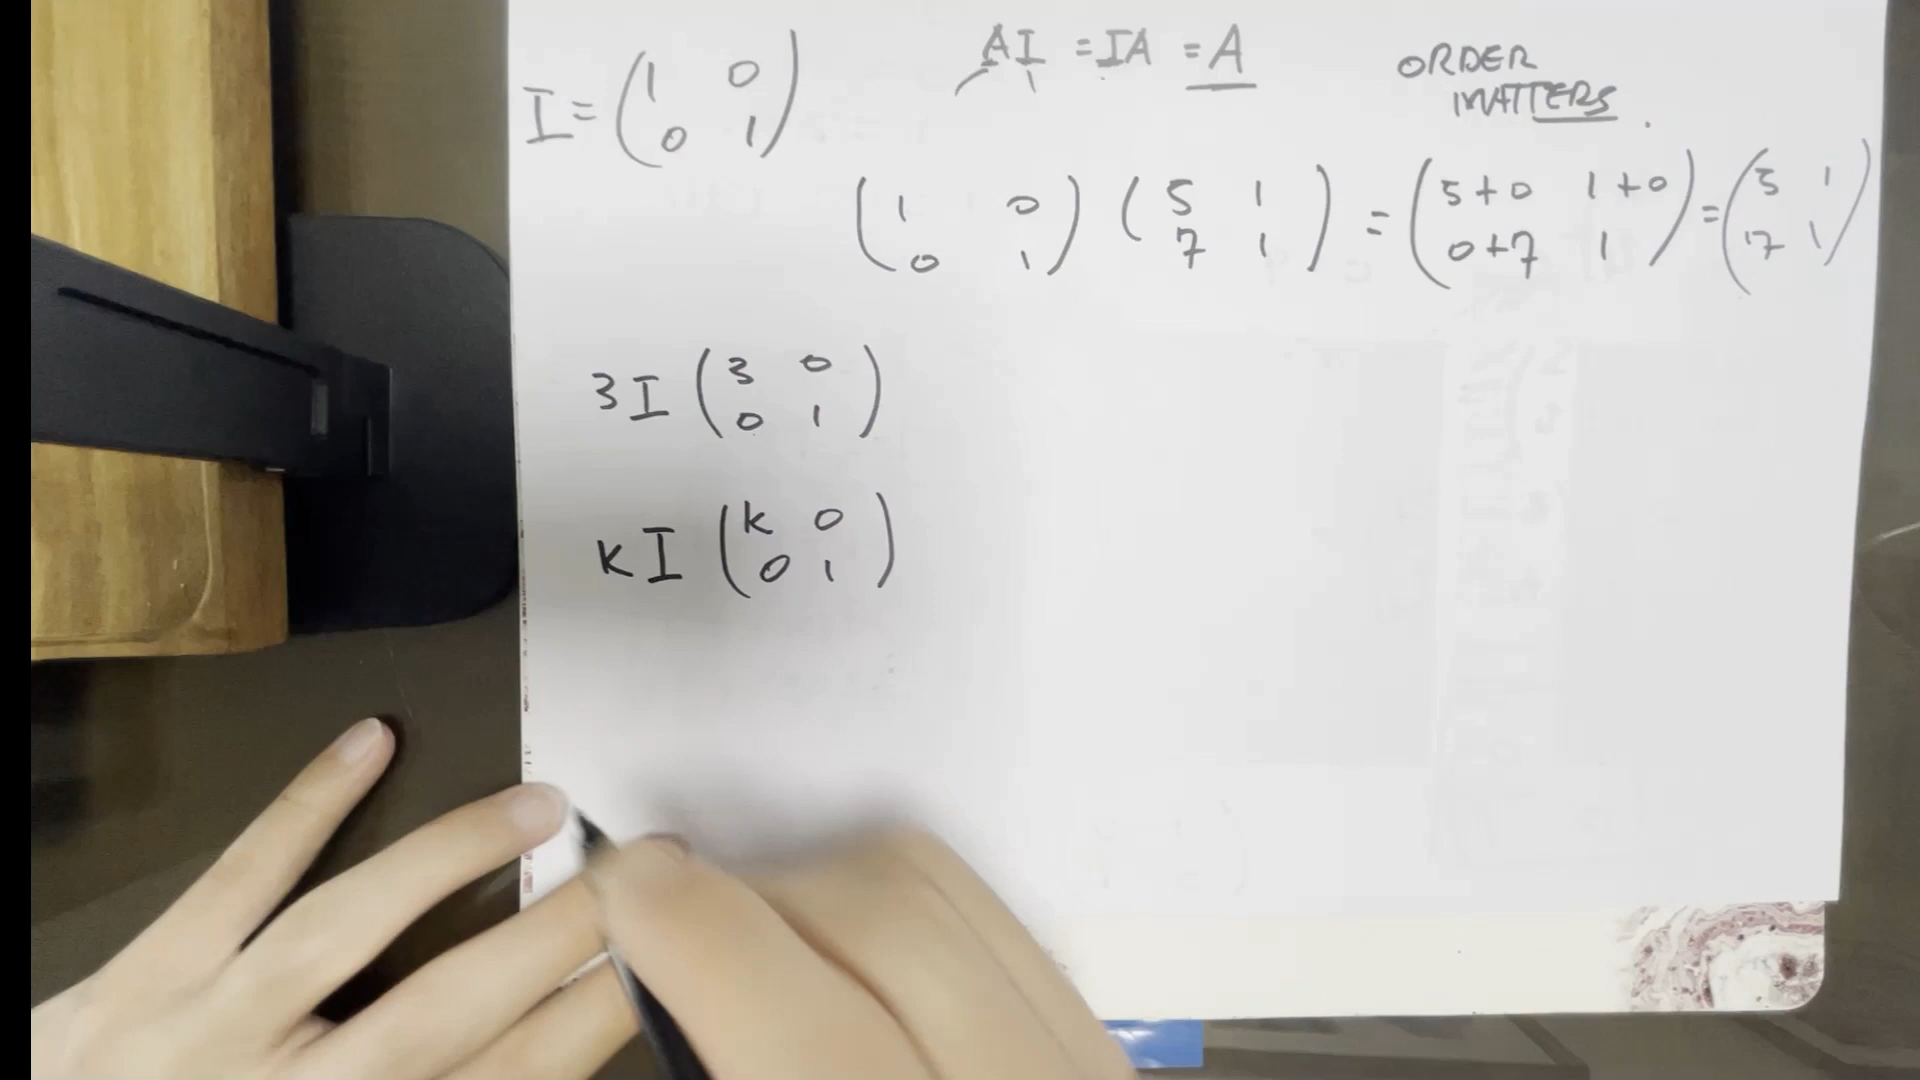 I = ( 1 0
0 1 )
AI = IA = A
ORDER
MATTERS.
( 1 0
0 1 ) ( 5 1
7 1 ) = ( 5+0 1+0
0+7 1 ) = ( 5 1
7 1 )
3I ( 3 0
0 1 )
kI ( k 0
0 1 )